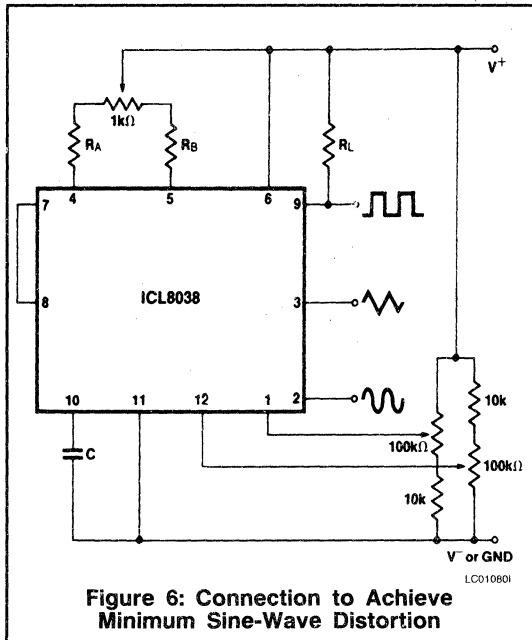 V+
1kΩ
RA
RB
RL
4
5
6
7
9
8
ICL8038
3
10
11
12
1
2
10k
C
100kΩ
100kΩ
10k
V− or GND
LC01080I
Figure 6: Connection to Achieve
Minimum Sine-Wave Distortion